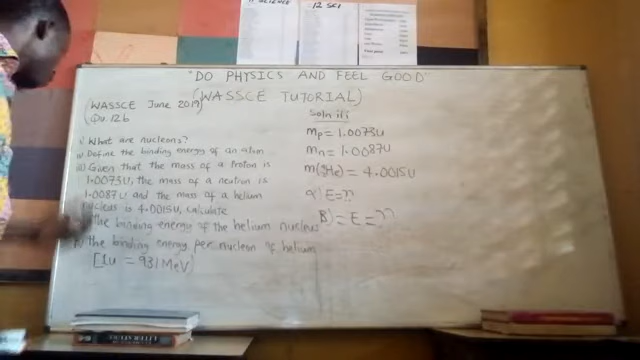 12 SCI
"DO PHYSICS AND FEEL GOOD"
(WASSCE TUTORIAL)
WASSCE June 2019
Qu. 12b
i) What are nucleons?
ii) Define the binding energy of an atom
iii) Given that the mass of a proton is
1.0073U, the mass of a neutron is
1.0087U and the mass of a helium
nucleus is 4.0015U, calculate
the binding energy of the helium nucleus
the binding energy per nucleon of helium
[1u = 931MeV]
Soln iii
mp = 1.0073U
mn = 1.0087U
He) = 4.0015U
a) E=??
B) = E =??